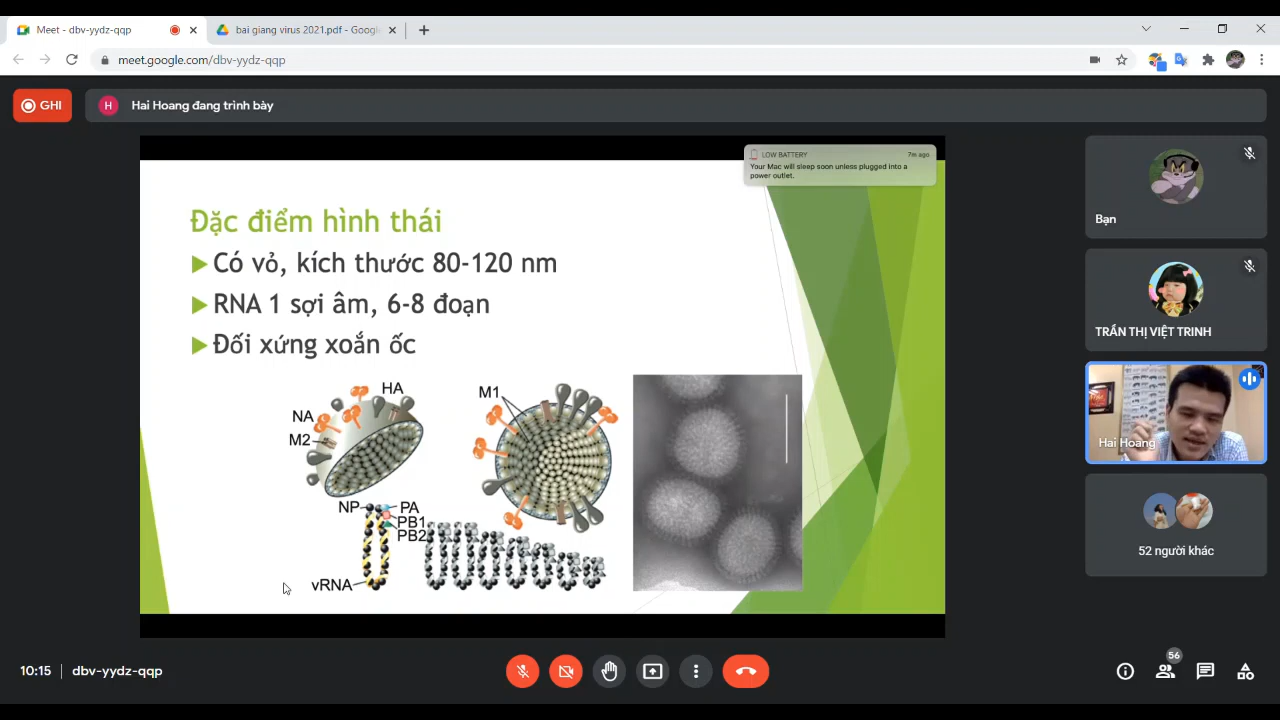 Meet - dbv-yydz-qqp
bai giang virus 2021.pdf - Google
meet.google.com/dbv-yydz-qqp
GHI
H
Hai Hoang đang trình bày
LOW BATTERY
7m ago
Your Mac will sleep soon unless plugged into a
power outlet.
Đặc điểm hình thái
Có vỏ, kích thước 80-120 nm
RNA 1 sợi âm, 6-8 đoạn
Đối xứng xoắn ốc
HA
NA
M2
M1
NP
PA
PB1
PB2
vRNA
Bạn
TRẦN THỊ VIỆT TRINH
Hai Hoang
52 người khác
10:15
dbv-yydz-qqp
56